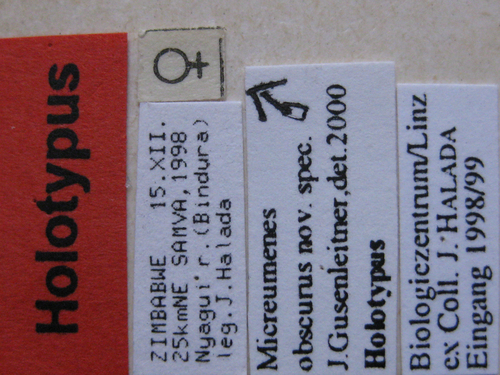 Holotypus
♀
ZIMBABWE 15.XII.
25kmNE SAMVA,1998
Nyagui r.(Bindura)
leg.J.Halada
Micreumenes
obscurus nov. spec.
J.Gusenleitner,det.2000
Holotypus
Biologiezentrum/Linz
ex Coll. J.HALADA
Eingang 1998/99